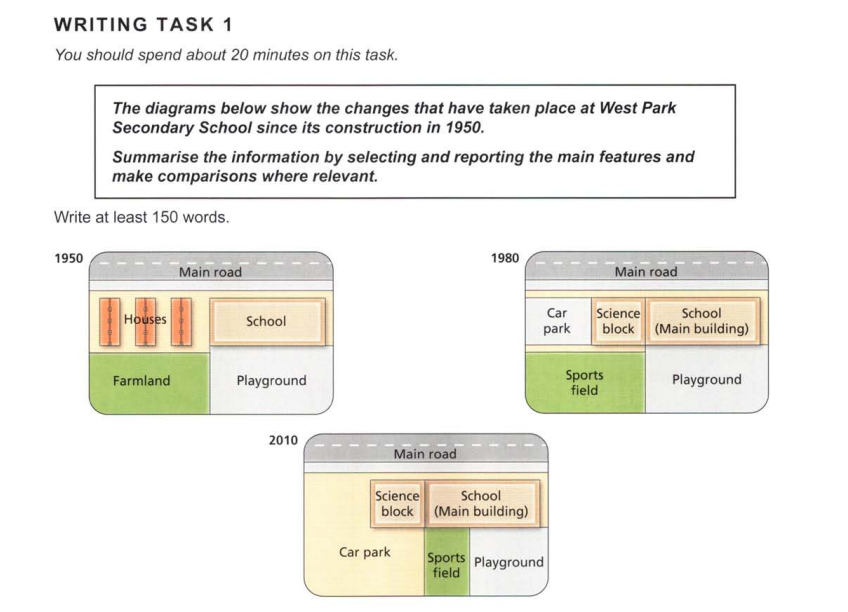 WRITING TASK 1
You should spend about 20 minutes on this task.
The diagrams below show the changes that have taken place at West Park
Secondary School since its construction in 1950.
Summarise the information by selecting and reporting the main features and
make comparisons where relevant.
Write at least 150 words.
1950
Main road
Houses
School
Farmland
Playground
1980
Main road
Car
park
Science
block
School
(Main building)
Sports
field
Playground
2010
Main road
Science
block
School
(Main building)
Car park
Sports
field
Playground